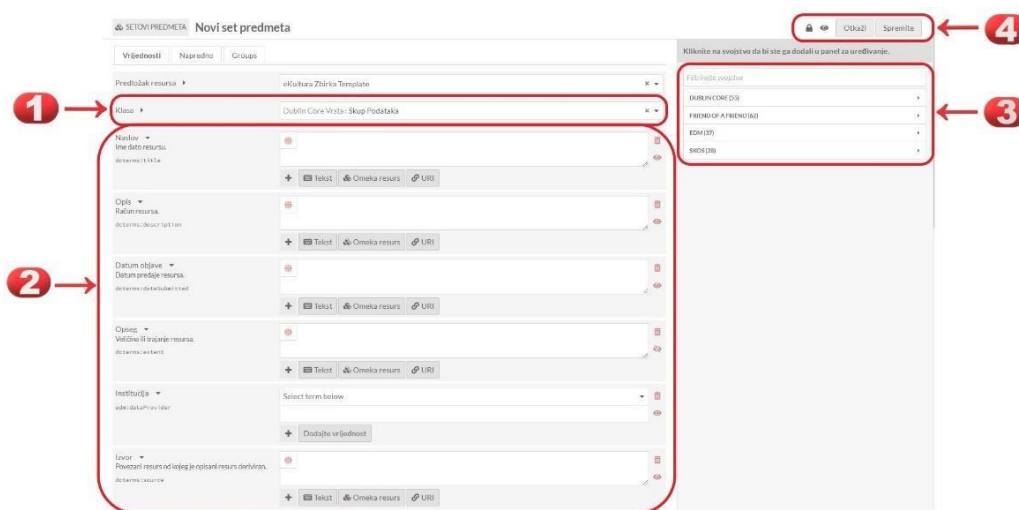 SETOVI PREDMETA Novi set predmeta
Otkaži Spremite
4
Vrijednosti Napredno Groups
Kliknite na svojstvo da bi ste ga dodali u panel za uređivanje.
Predložak resursa eKultura Zbirka Template
Filtrirajte svojstva
1
Klasa Dublin Core Vrsta: Skup Podataka
DUBLIN CORE (55)
FRIEND OF A FRIEND (62)
EDM (37)
SKOS (28)
3
2
Naslov
Ime dato resursu.
dcterms:title
Tekst Omeka resurs URI
Opis
Račun resursa.
dcterms:description
Tekst Omeka resurs URI
Datum objave
Datum predaje resursa.
dcterms:dateSubmitted
Tekst Omeka resurs URI
Opseg
Veličina ili trajanje resursa.
dcterms:extent
Tekst Omeka resurs URI
Institucija Select term below
edm:dataProvider
Dodajte vrijednost
Izvor
Povezani resurs od kojeg je opisani resurs deriviran.
dcterms:source
Tekst Omeka resurs URI